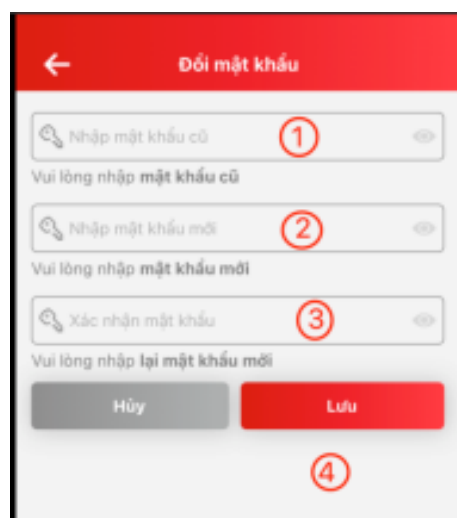 Đổi mật khẩu
Nhập mật khẩu cũ 1
Vui lòng nhập mật khẩu cũ
Nhập mật khẩu mới 2
Vui lòng nhập mật khẩu mới
Xác nhận mật khẩu 3
Vui lòng nhập lại mật khẩu mới
Hủy Lưu
4